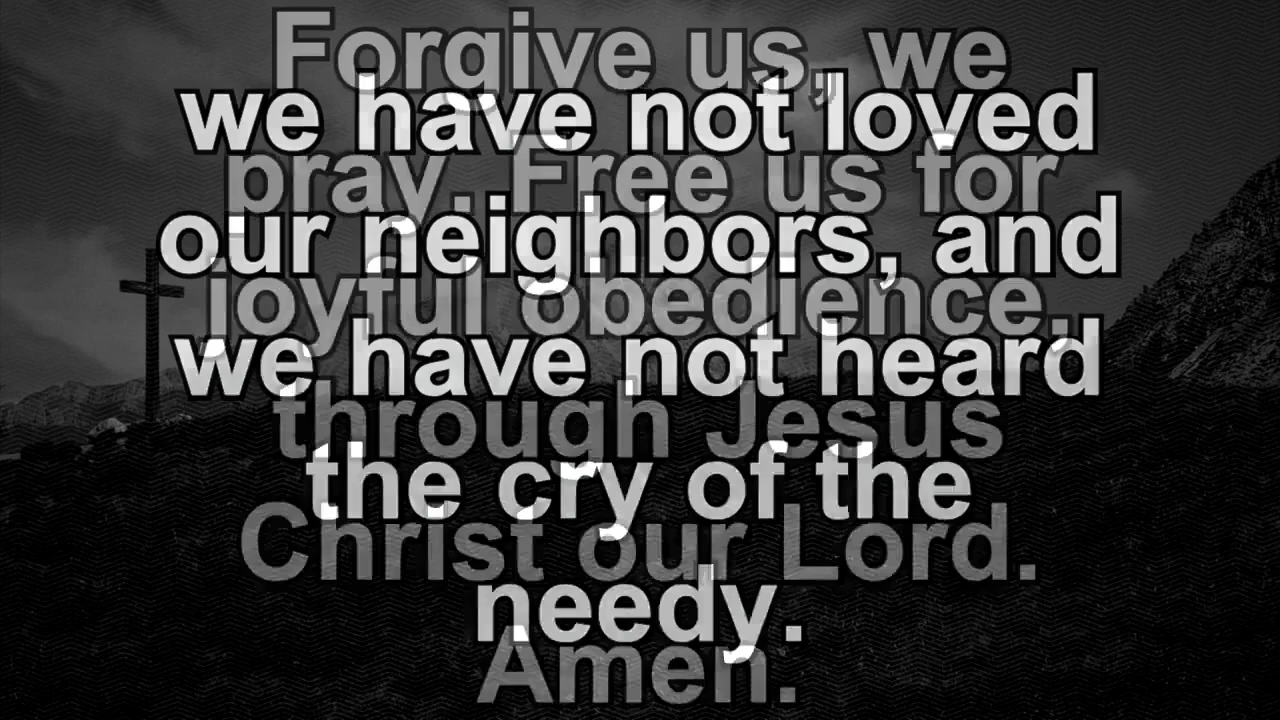 Forgive us, we
we have not loved
pray. Free us for
our neighbors, and
joyful obedience,
we have not heard
through Jesus
the cry of the
Christ our Lord.
needy.
Amen.